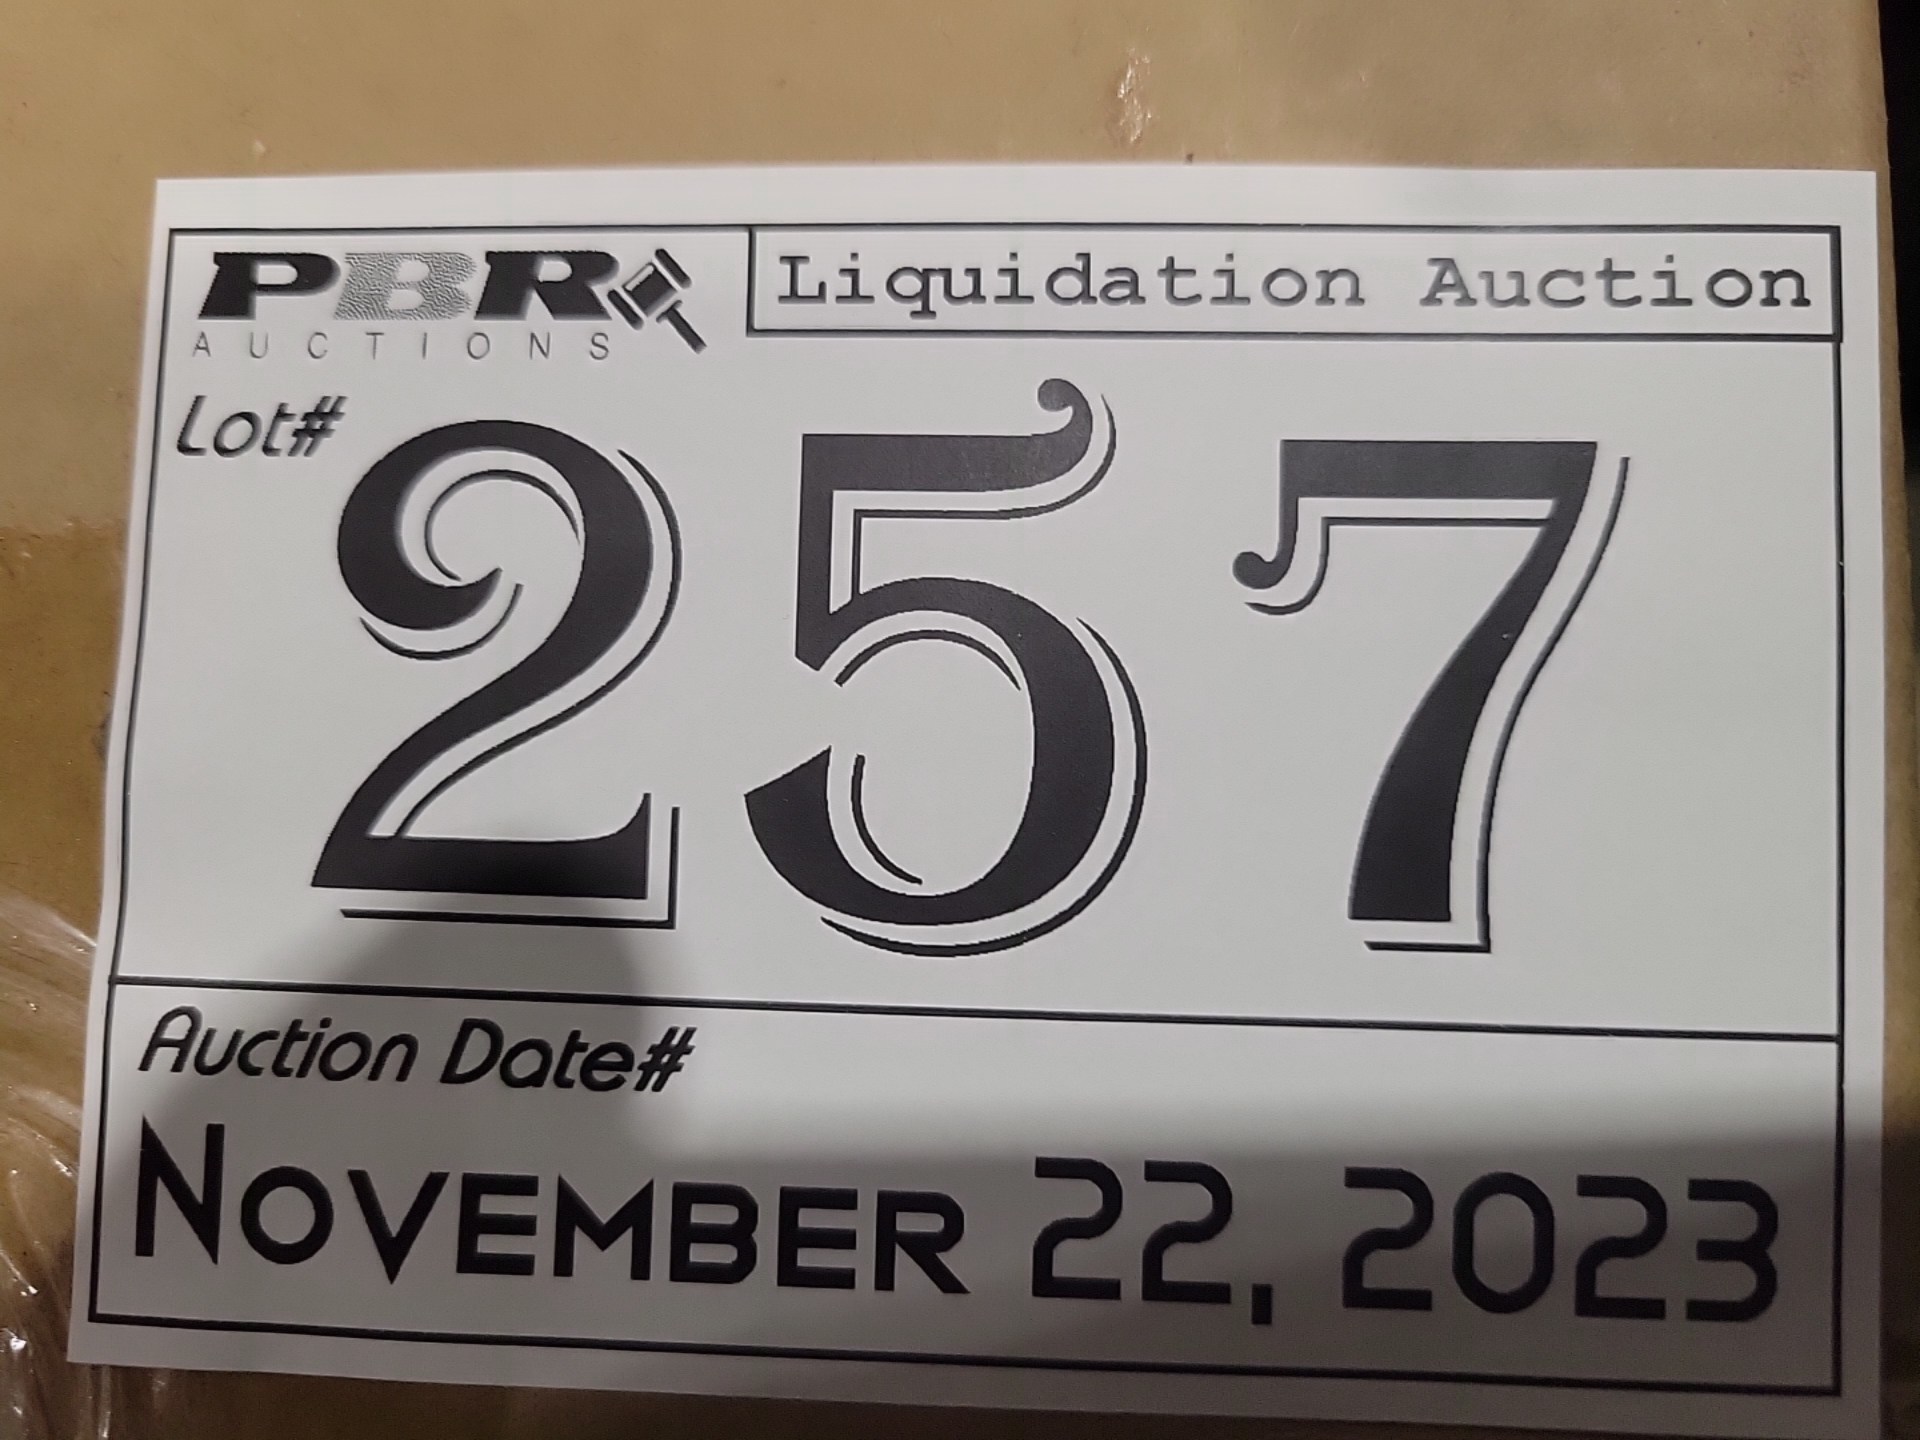 PBR
AUCTIONS
Liquidation Auction
Lot#
257
Auction Date#
NOVEMBER 22, 2023